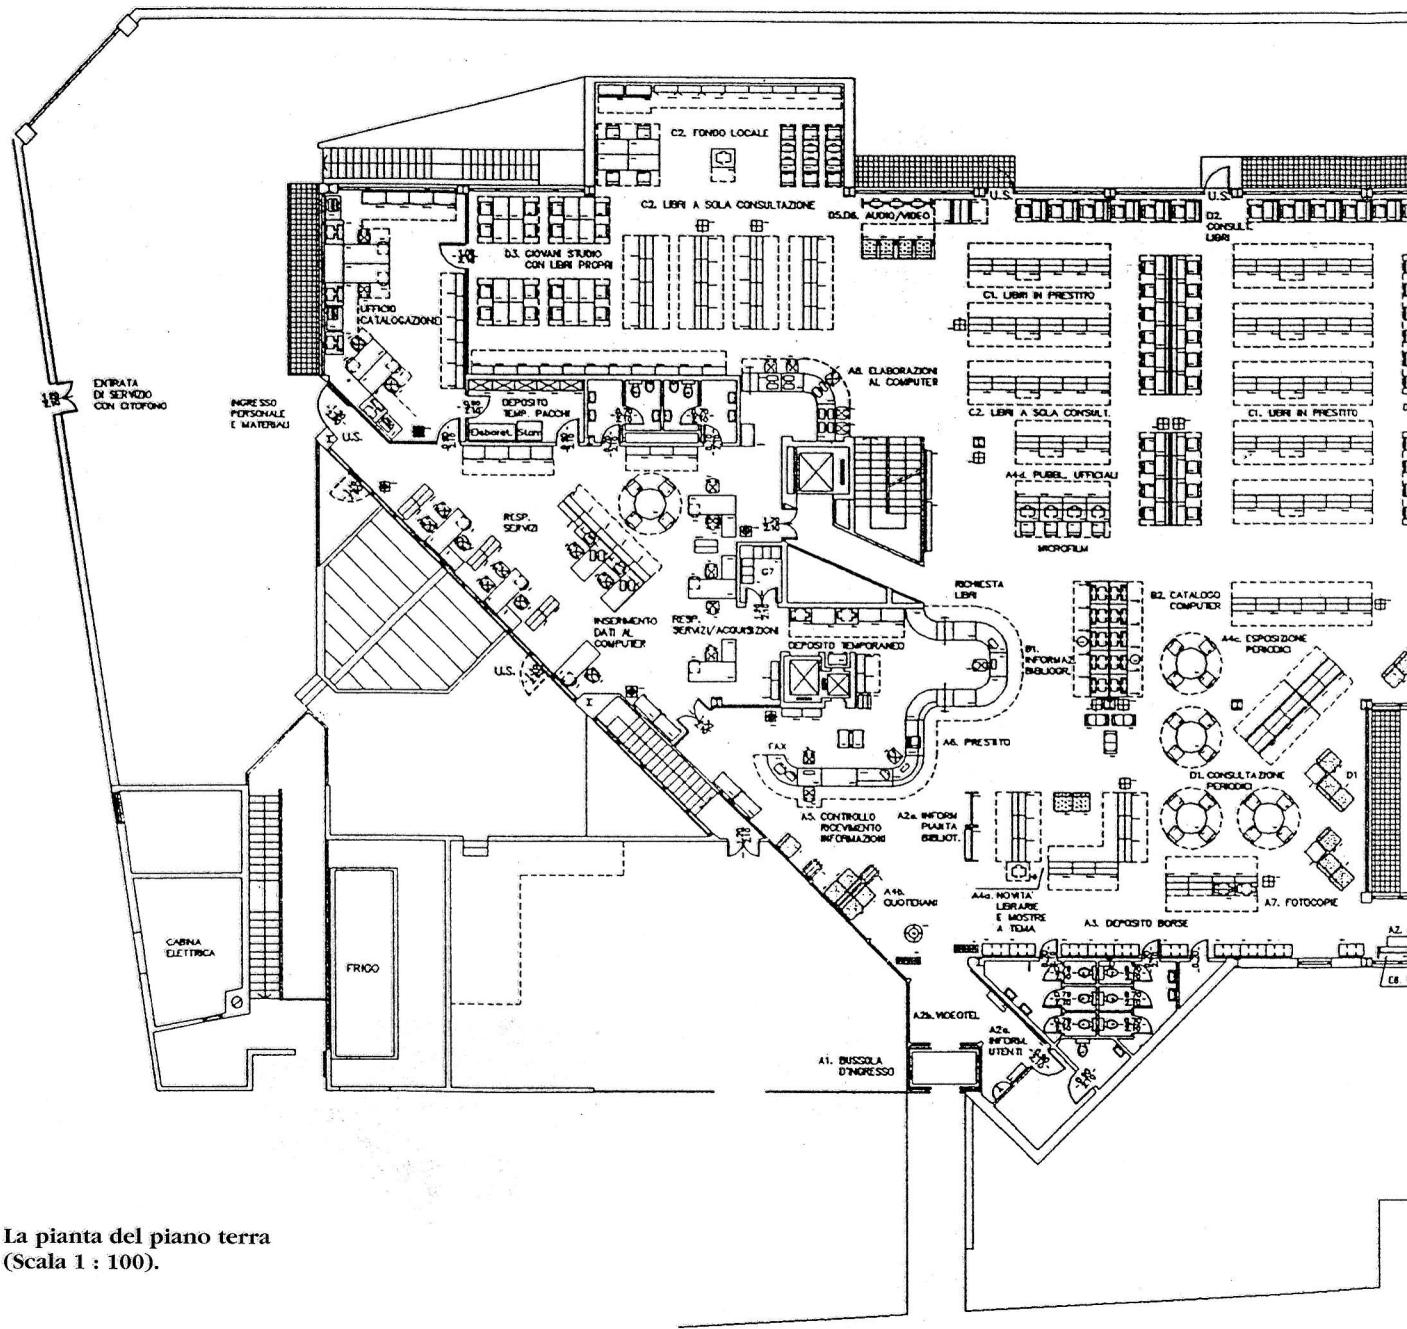 C2. FONDO LOCALE
C2. LIBRI A SOLA CONSULTAZIONE
D5.D6. AUDIO/VIDEO
U.S.
U.S.
D2.
CONSULT.
LIBRI
D3. GIOVANI STUDIO
CON LIBRI PROPRI
UFFICIO
CATALOGAZIONE
C1. LIBRI IN PRESTITO
ENTRATA
DI SERVIZIO
CON CITOFONO
INGRESSO
PERSONALE
E MATERIALI
U.S.
DEPOSITO
TEMP. PACCHI
Elaborat.
Stam
A8. ELABORAZIONI
AL COMPUTER
C2. LIBRI A SOLA CONSULT.
C1. LIBRI IN PRESTITO
A4d. PUBBL. UFFICIALI
MICROFILM
RESP.
SERVIZI
G7
RICHIESTA
LIBRI
B2. CATALOGO
COMPUTER
INSERIMENTO
DATI AL
COMPUTER
RESP.
SERVIZI/ACQUISIZIONI
DEPOSITO TEMPORANEO
B1.
INFORMAZ.
BIBLIOGR.
A4c. ESPOSIZIONE
PERIODICI
U.S.
FAX
A6. PRESTITO
D1. CONSULTAZIONE
PERIODICI
D1
A5. CONTROLLO
RICEVIMENTO
INFORMAZIONI
A2a. INFORM
PIANTA
BIBLIOT.
A4b.
QUOTIDIANI
A4a. NOVITA'
LIBRARIE
E MOSTRE
A TEMA
A3. DEPOSITO BORSE
A7. FOTOCOPIE
A2.
C8.
CABINA
ELETTRICA
FRIGO
A2b. VIDEOTEL
A2a.
INFORM.
UTENTI
A1. BUSSOLA
D'INGRESSO
La pianta del piano terra
(Scala 1 : 100).